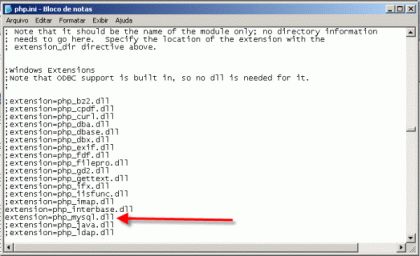 php.ini - Bloco de notas
Arquivo Editar Formatar Exibir Ajuda
; Note that it should be the name of the module only; no directory information
; needs to go here.  Specify the location of the extension with the
; extension_dir directive above.
;Windows Extensions
;Note that ODBC support is built in, so no dll is needed for it.
;
;extension=php_bz2.dll
;extension=php_cpdf.dll
;extension=php_curl.dll
;extension=php_dba.dll
;extension=php_dbase.dll
;extension=php_dbx.dll
;extension=php_exif.dll
;extension=php_fdf.dll
;extension=php_filepro.dll
;extension=php_gd2.dll
;extension=php_gettext.dll
;extension=php_ifx.dll
;extension=php_iisfunc.dll
;extension=php_imap.dll
extension=php_interbase.dll
extension=php_mysql.dll
;extension=php_java.dll
;extension=php_ldap.dll